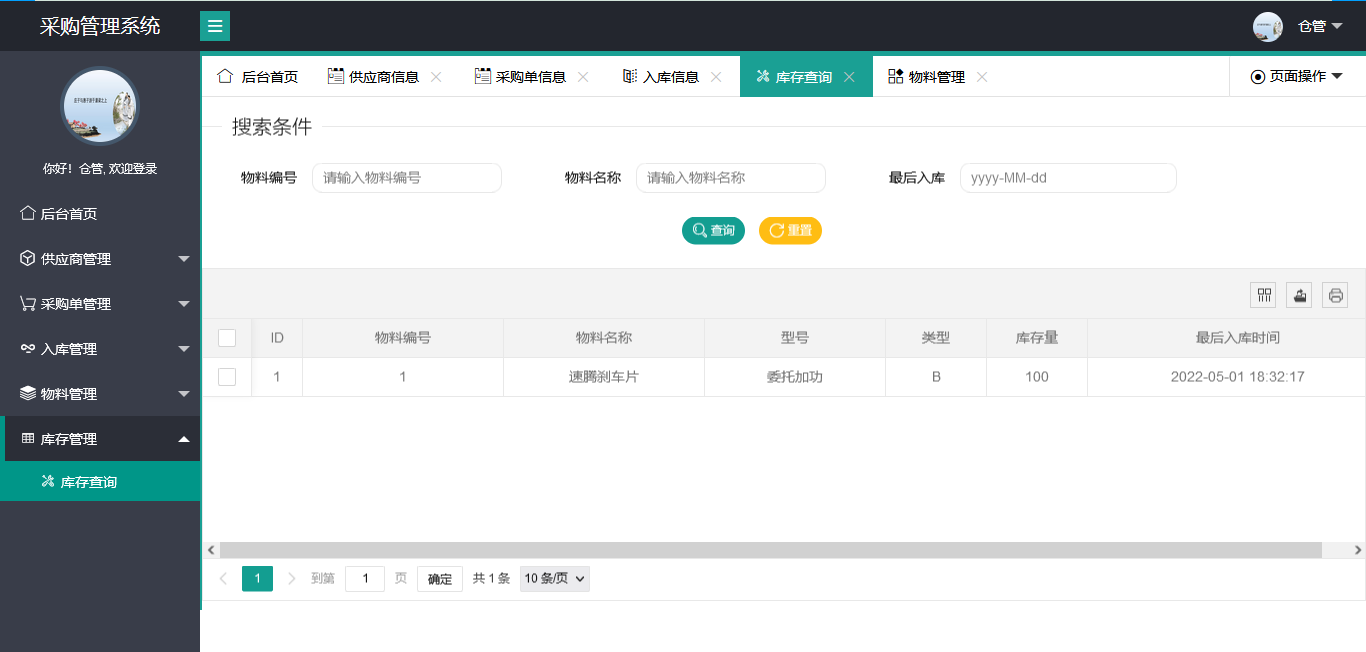 采购管理系统
仓管
你好！仓管, 欢迎登录
后台首页
供应商管理
采购单管理
入库管理
物料管理
库存管理
库存查询
后台首页 供应商信息 采购单信息 入库信息 库存查询 物料管理 页面操作
搜索条件
物料编号 请输入物料编号 物料名称 请输入物料名称 最后入库 yyyy-MM-dd
查询 重置
ID 物料编号 物料名称 型号 类型 库存量 最后入库时间
1 1 速腾刹车片 委托加功 B 100 2022-05-01 18:32:17
1 到第 1 页 确定 共 1 条 10 条/页